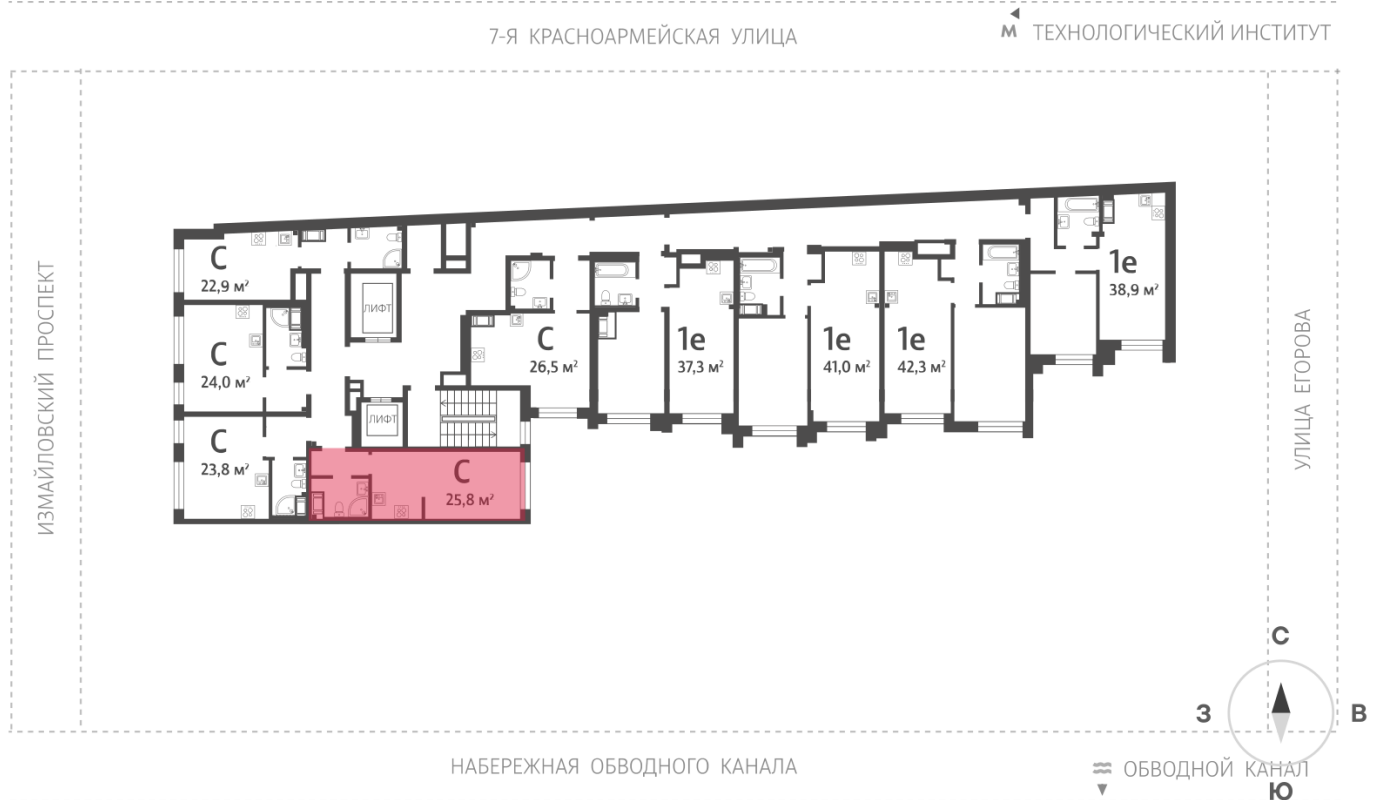 7-Я КРАСНОАРМЕЙСКАЯ УЛИЦА
М ТЕХНОЛОГИЧЕСКИЙ ИНСТИТУТ
ИЗМАЙЛОВСКИЙ ПРОСПЕКТ
С
22,9 м²
С
24,0 м²
С
23,8 м²
ЛИФТ
ЛИФТ
С
25,8 м²
С
26,5 м²
1е
37,3 м²
1е
41,0 м²
1е
42,3 м²
1е
38,9 м²
УЛИЦА ЕГОРОВА
С
З
В
Ю
НАБЕРЕЖНАЯ ОБВОДНОГО КАНАЛА
ОБВОДНОЙ КАНАЛ